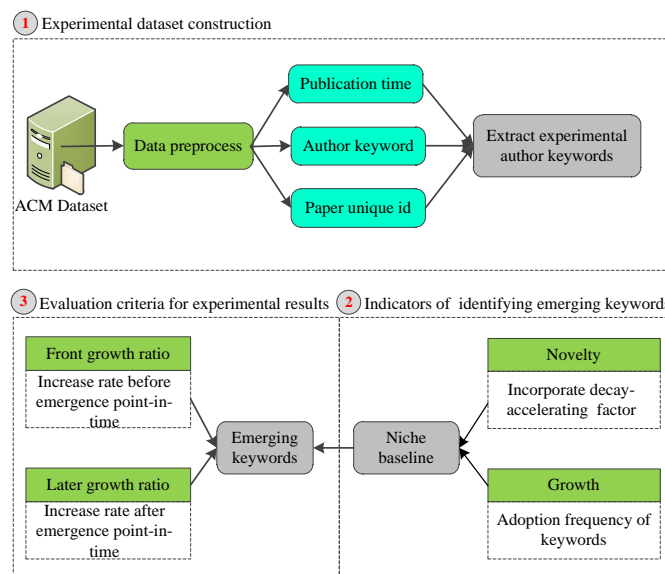 1 Experimental dataset construction
Publication time
Data preprocess
Author keyword
Extract experimental
author keywords
ACM Dataset
Paper unique id
3 Evaluation criteria for experimental results
2 Indicators of identifying emerging keywords
Front growth ratio
Increase rate before
emergence point-in-
time
Novelty
Incorporate decay-
accelerating factor
Emerging
keywords
Niche
baseline
Later growth ratio
Increase rate after
emergence point-in-
time
Growth
Adoption frequency of
keywords